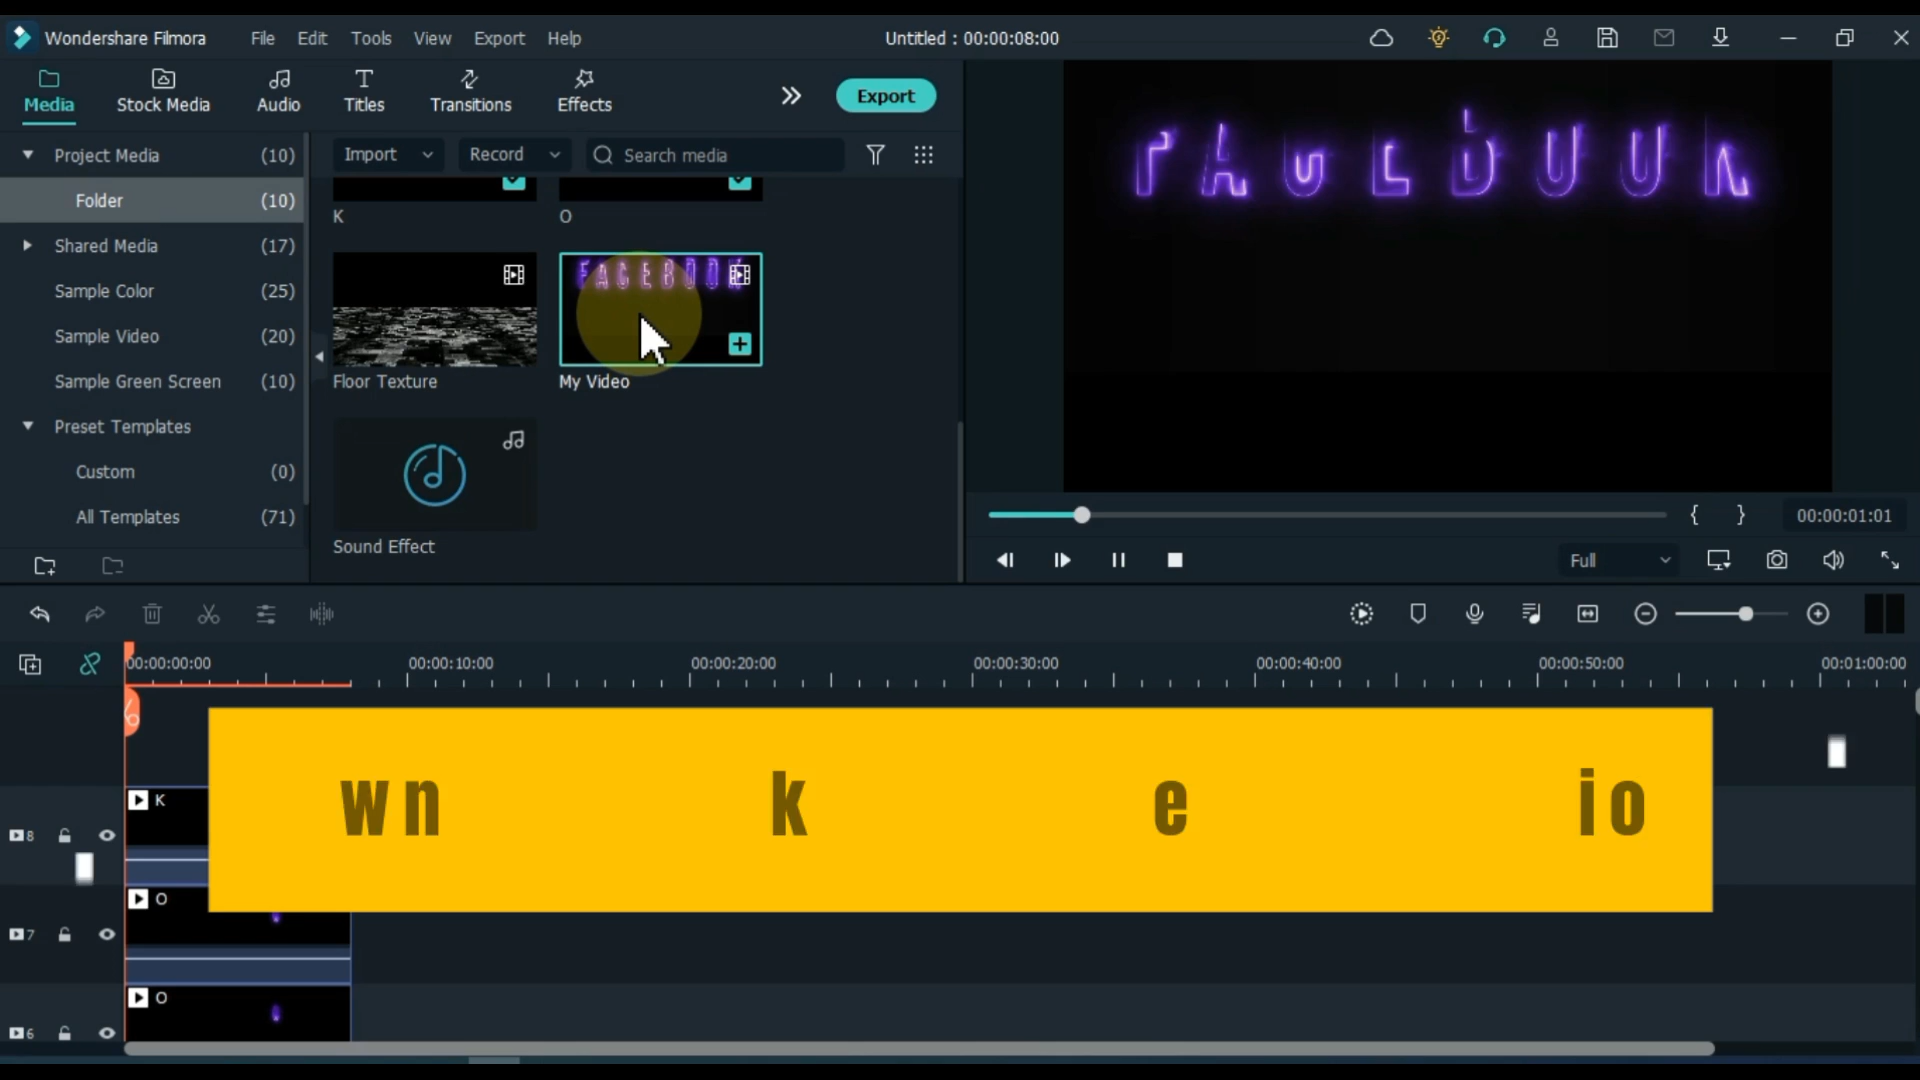 Wondershare Filmora File Edit Tools View Export Help Untitled : 00:00:08:00
Media Stock Media Audio Titles Transitions Effects Export
Project Media (10) Import Record Search media
Folder (10)
K O
Shared Media (17)
Sample Color (25)
FACEBOOK
Sample Video (20)
Sample Green Screen (10) Floor Texture My Video
Preset Templates
Custom (0)
All Templates (71) { } 00:00:01:01
Sound Effect
Full
00:00:00:00 00:00:10:00 00:00:20:00 00:00:30:00 00:00:40:00 00:00:50:00 00:01:00:00
wn k e io
K
8
O
7
O
6